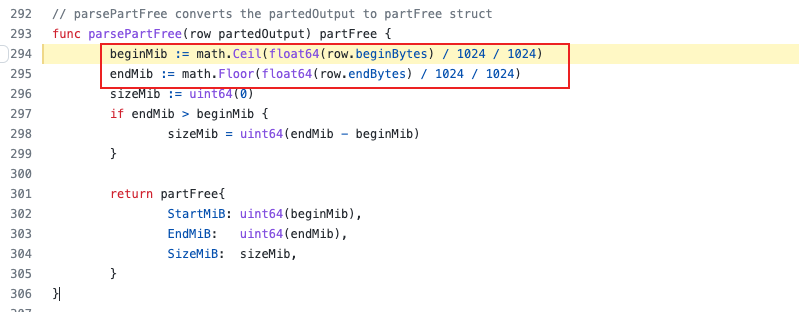 292 // parsePartFree converts the partedOutput to partFree struct
293 func parsePartFree(row partedOutput) partFree {
294 beginMib := math.Ceil(float64(row.beginBytes) / 1024 / 1024)
295 endMib := math.Floor(float64(row.endBytes) / 1024 / 1024)
296 sizeMib := uint64(0)
297 if endMib > beginMib {
298 sizeMib = uint64(endMib - beginMib)
299 }
300
301 return partFree{
302 StartMiB: uint64(beginMib),
303 EndMiB: uint64(endMib),
304 SizeMiB: sizeMib,
305 }
306 }